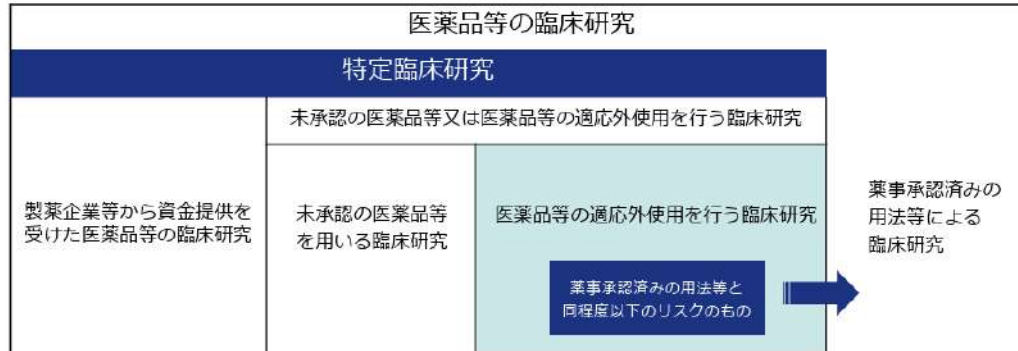 医薬品等の臨床研究
特定臨床研究
未承認の医薬品等又は医薬品等の適応外使用を行う臨床研究
製薬企業等から資金提供を
受けた医薬品等の臨床研究
未承認の医薬品等
を用いる臨床研究
医薬品等の適応外使用を行う臨床研究
薬事承認済みの用法等と
同程度以下のリスクのもの
薬事承認済みの
用法等による
臨床研究